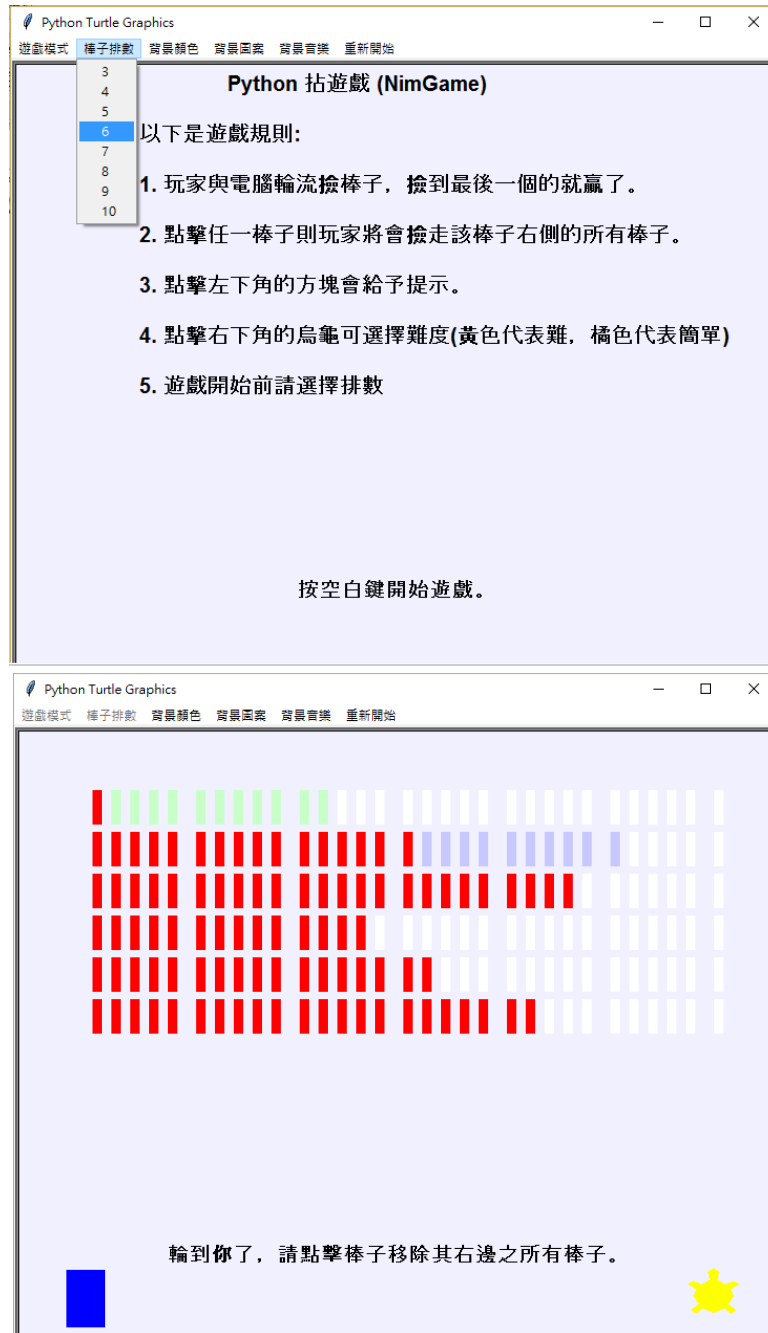 Python Turtle Graphics
遊戲模式 棒子排數 背景顏色 背景圖案 背景音樂 重新開始
3
4
5
6
7
8
9
10
Python 拈遊戲 (NimGame)
以下是遊戲規則:
1. 玩家與電腦輪流撿棒子，撿到最後一個的就贏了。
2. 點擊任一棒子則玩家將會撿走該棒子右側的所有棒子。
3. 點擊左下角的方塊會給予提示。
4. 點擊右下角的烏龜可選擇難度(黃色代表難，橘色代表簡單)
5. 遊戲開始前請選擇排數
按空白鍵開始遊戲。
Python Turtle Graphics
遊戲模式 棒子排數 背景顏色 背景圖案 背景音樂 重新開始
輪到你了，請點擊棒子移除其右邊之所有棒子。